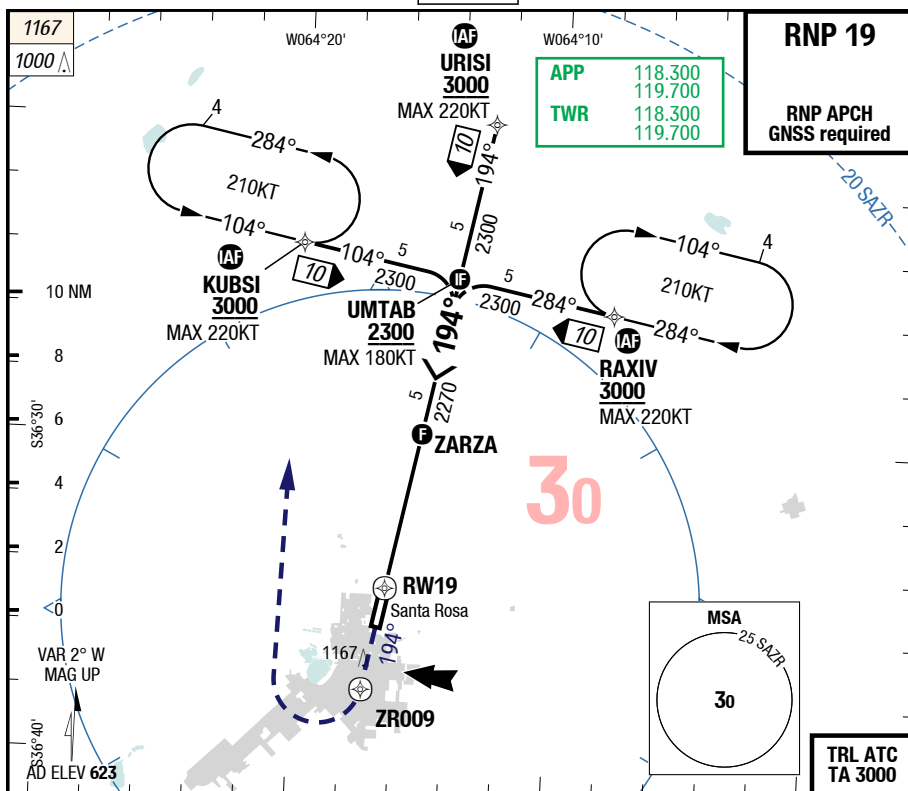 1167
1000
W064°20'
W064°10'
IAF
URISI
3000
MAX 220KT
APP 118.300
119.700
TWR 118.300
119.700
RNP 19
RNP APCH
GNSS required
20 SAZR
4
284°
210KT
104°
10
194°
5
2300
104°
5
2300
10
IAF
KUBSI
3000
MAX 220KT
IF
UMTAB
2300
MAX 180KT
194°
5
2300
284°
10
104°
4
210KT
284°
IAF
RAXIV
3000
MAX 220KT
10 NM
8
6
4
2
0
S36°30'
5
2270
F
ZARZA
30
RW19
Santa Rosa
194°
1167
ZR009
VAR 2° W
MAG UP
S36°40'
AD ELEV 623
MSA
25 SAZR
30
TRL ATC
TA 3000